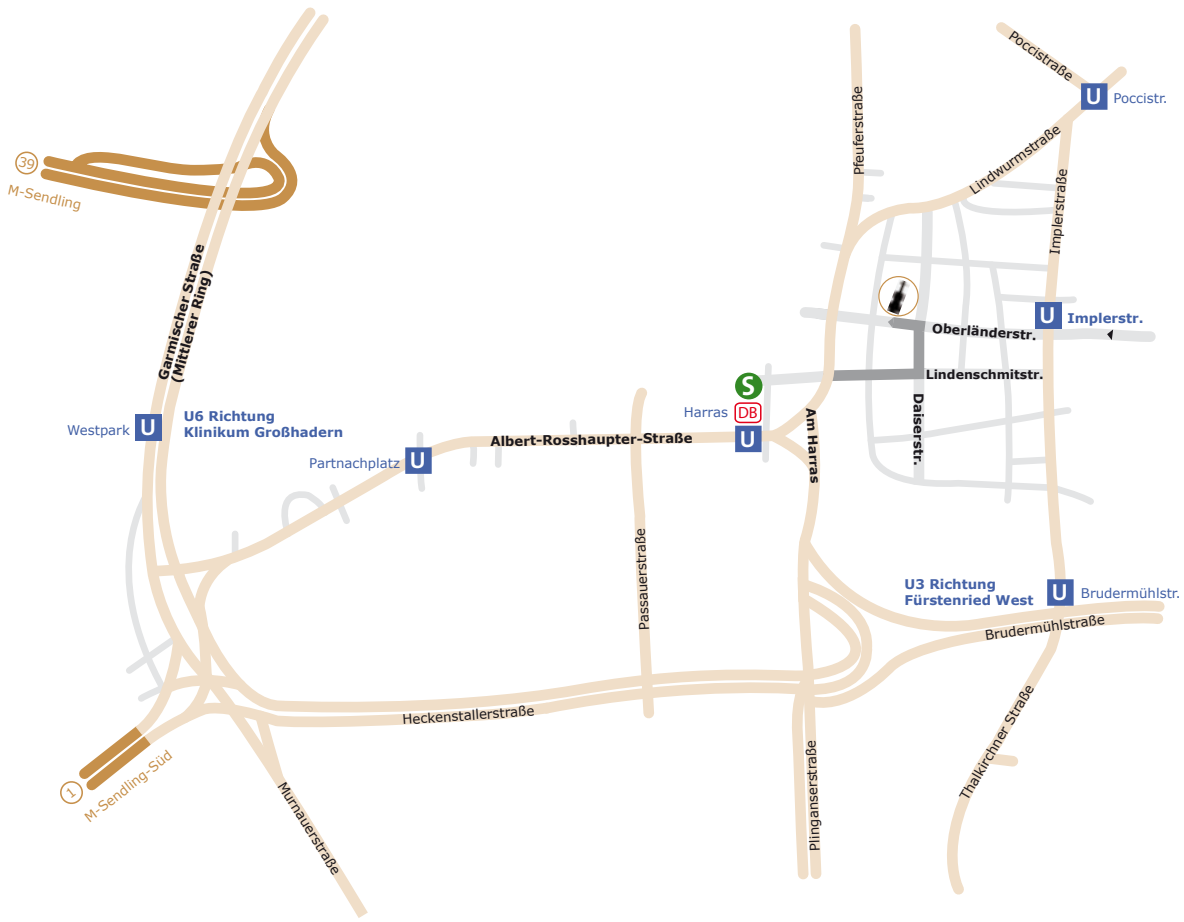 Poccistraße
U
Poccistr.
Pfeuferstraße
Lindwurmstraße
39
M-Sendling
Implerstraße
Garmischer Straße
(Mittlerer Ring)
U
Implerstr.
Oberländerstr.
Lindenschmitstr.
S
Harras
DB
U
Am Harras
Daiserstr.
Westpark
U
U6 Richtung
Klinikum Großhadern
Albert-Rosshaupter-Straße
Partnachplatz
U
Passauerstraße
U3 Richtung
Fürstenried West
U
Brudermühlstr.
Brudermühlstraße
Heckenstallerstraße
Thalkirchner Straße
1
M-Sendling-Süd
Murnauerstraße
Plinganserstraße